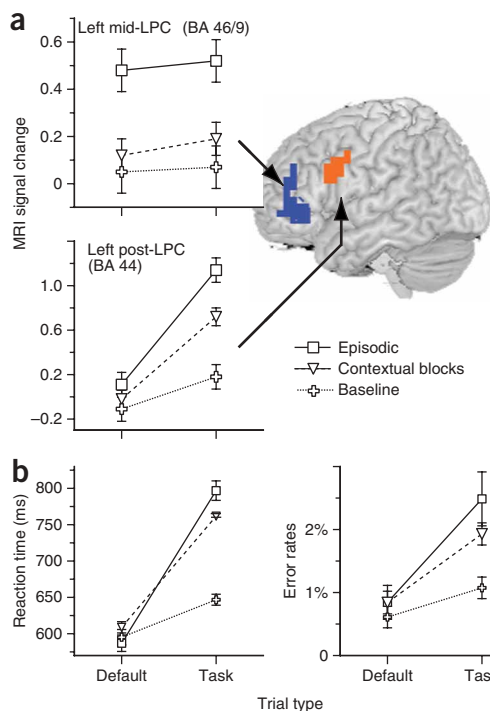 a
Left mid-LPC (BA 46/9)
0.6
0.4
0.2
0
MRI signal change
Left post-LPC
(BA 44)
1.0
0.6
0.2
–0.2
Episodic
Contextual blocks
Baseline
b
800
750
650
600
Reaction time (ms)
Default
Task
2%
1%
0
Error rates
Default
Tas
Trial type